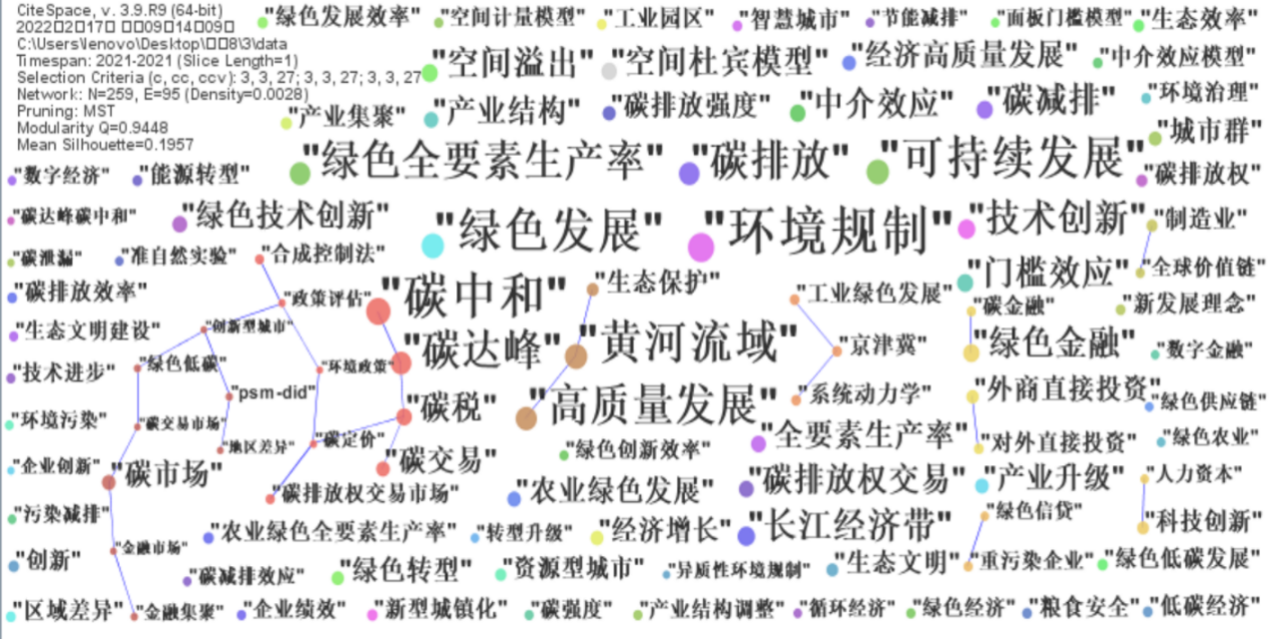 CiteSpace, v. 3.9.R9 (64-bit)
2022年2月17日 09时14分09秒
C:\Users\lenovo\Desktop\8\3\data
Timespan: 2021-2021 (Slice Length=1)
Selection Criteria (c, cc, ccv): 3, 3, 27; 3, 3, 27; 3, 3, 27
Network: N=259, E=95 (Density=0.0028)
Pruning: MST
Modularity Q=0.9448
Mean Silhouette=0.1957
"绿色发展效率" "空间计量模型" "工业园区" "智慧城市" "节能减排" "面板门槛模型" "生态效率"
"空间溢出" "空间杜宾模型" "经济高质量发展" "中介效应模型"
"产业集聚" "产业结构" "碳排放强度" "中介效应" "碳减排" "环境治理"
"城市群"
"数字经济" "能源转型" "绿色全要素生产率" "碳排放" "可持续发展" "碳排放权"
"碳达峰碳中和" "绿色技术创新" "绿色发展" "环境规制" "技术创新" "制造业"
"碳泄漏" "准自然实验" "合成控制法" "门槛效应" "全球价值链"
"碳排放效率" "政策评估" "碳中和" "生态保护" "工业绿色发展" "碳金融" "新发展理念"
"生态文明建设" "创新型城市" "碳达峰" "黄河流域" "京津冀" "绿色金融" "数字金融"
"技术进步" "绿色低碳" "环境政策"
"psm-did" "碳税" "高质量发展" "系统动力学" "外商直接投资" "绿色供应链"
"环境污染" "碳交易市场" "地区差异" "碳定价" "全要素生产率" "对外直接投资" "绿色农业"
"企业创新" "碳市场" "碳交易" "绿色创新效率" "碳排放权交易" "产业升级" "人力资本"
"污染减排" "碳排放权交易市场" "农业绿色发展" "绿色信贷" "科技创新"
"农业绿色全要素生产率" "转型升级" "经济增长" "长江经济带"
"创新" "金融市场" "碳减排效应" "绿色转型" "资源型城市" "异质性环境规制" "生态文明" "重污染企业" "绿色低碳发展"
"区域差异" "金融集聚" "企业绩效" "新型城镇化" "碳强度" "产业结构调整" "循环经济" "绿色经济" "粮食安全" "低碳经济"